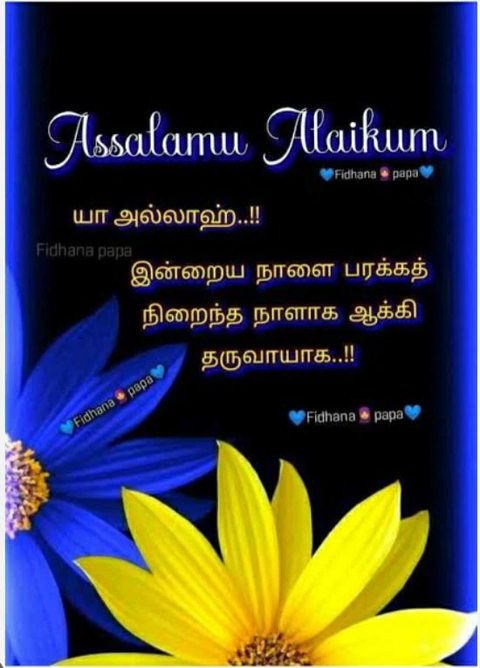 Assalamu Alaikum
💙Fidhana🧕papa💙
யா அல்லாஹ்..!!
Fidhana papa
இன்றைய நாளை பரக்கத்
நிறைந்த நாளாக ஆக்கி
தருவாயாக..!!
💙Fidhana🧕papa💙
💙Fidhana🧕papa💙